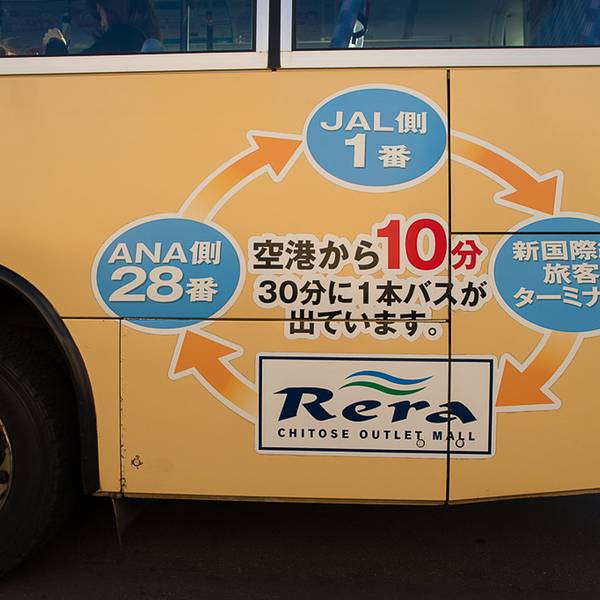 JAL側
1番
ANA側
28番
空港から10分
30分に1本バスが
出ています。
新国際
旅客
ターミナ
Rera
CHITOSE OUTLET MALL